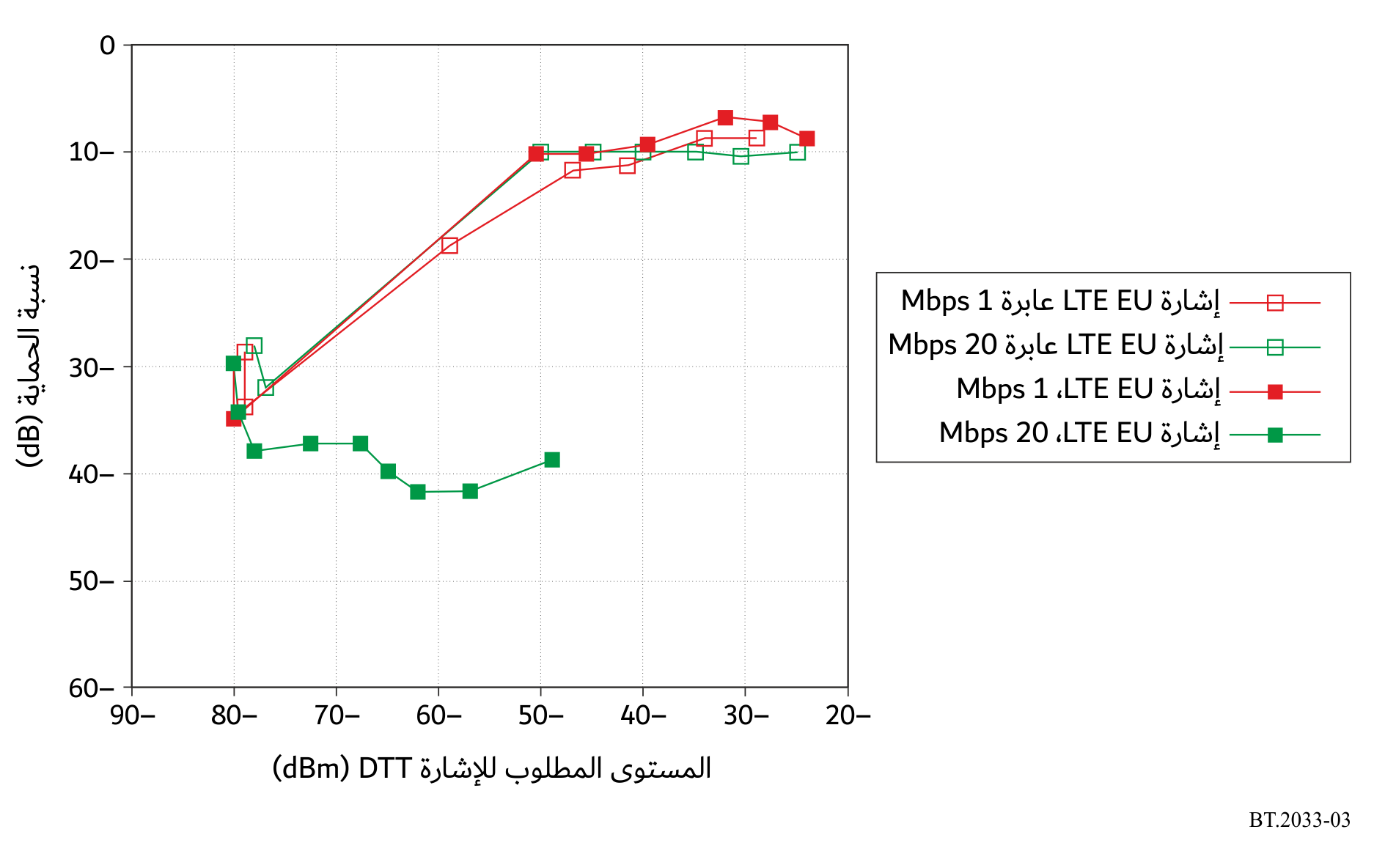 0
10–
20–
30–
40–
50–
60–
90– 80– 70– 60– 50– 40– 30– 20–
نسبة الحماية (dB)
المستوى المطلوب للإشارة DTT (dBm)
إشارة LTE EU عابرة 1 Mbps
إشارة LTE EU عابرة 20 Mbps
إشارة LTE EU، 1 Mbps
إشارة LTE EU، 20 Mbps
BT.2033-03